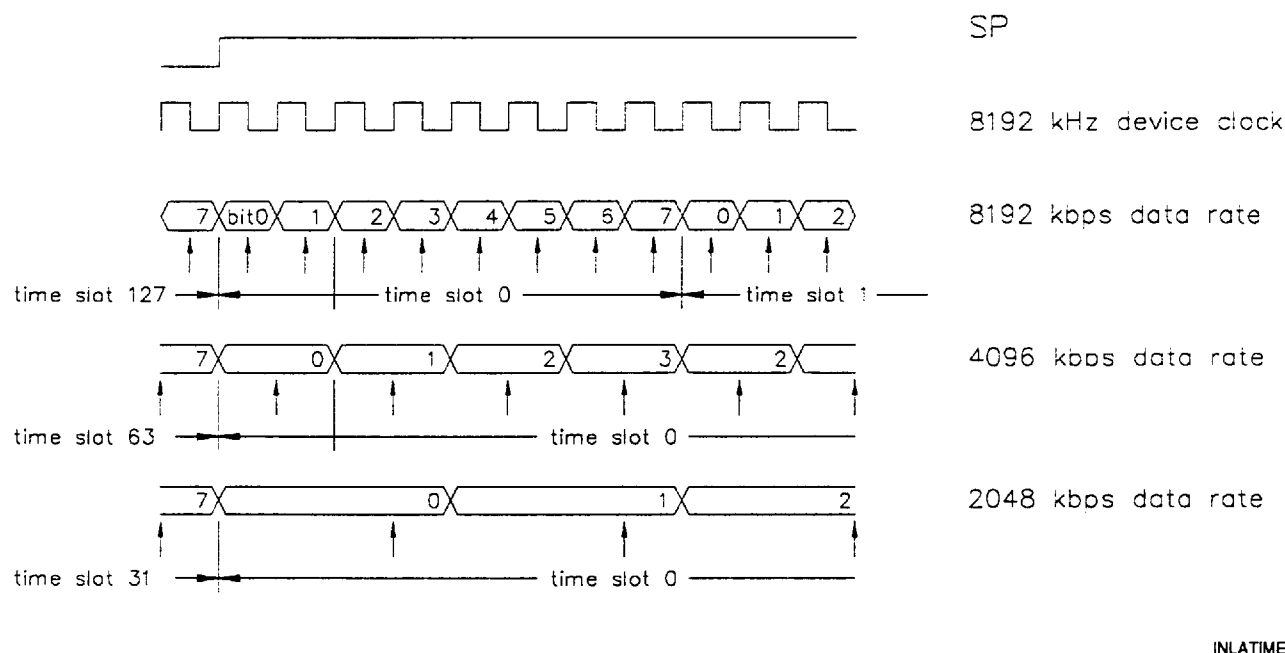 SP
8192 kHz device clock
7 bit0 1 2 3 4 5 6 7 0 1 2 8192 kbps data rate
time slot 127 time slot 0 time slot 1
7 0 1 2 3 2 4096 kbps data rate
time slot 63 time slot 0
7 0 1 2 2048 kbps data rate
time slot 31 time slot 0
INLATIME